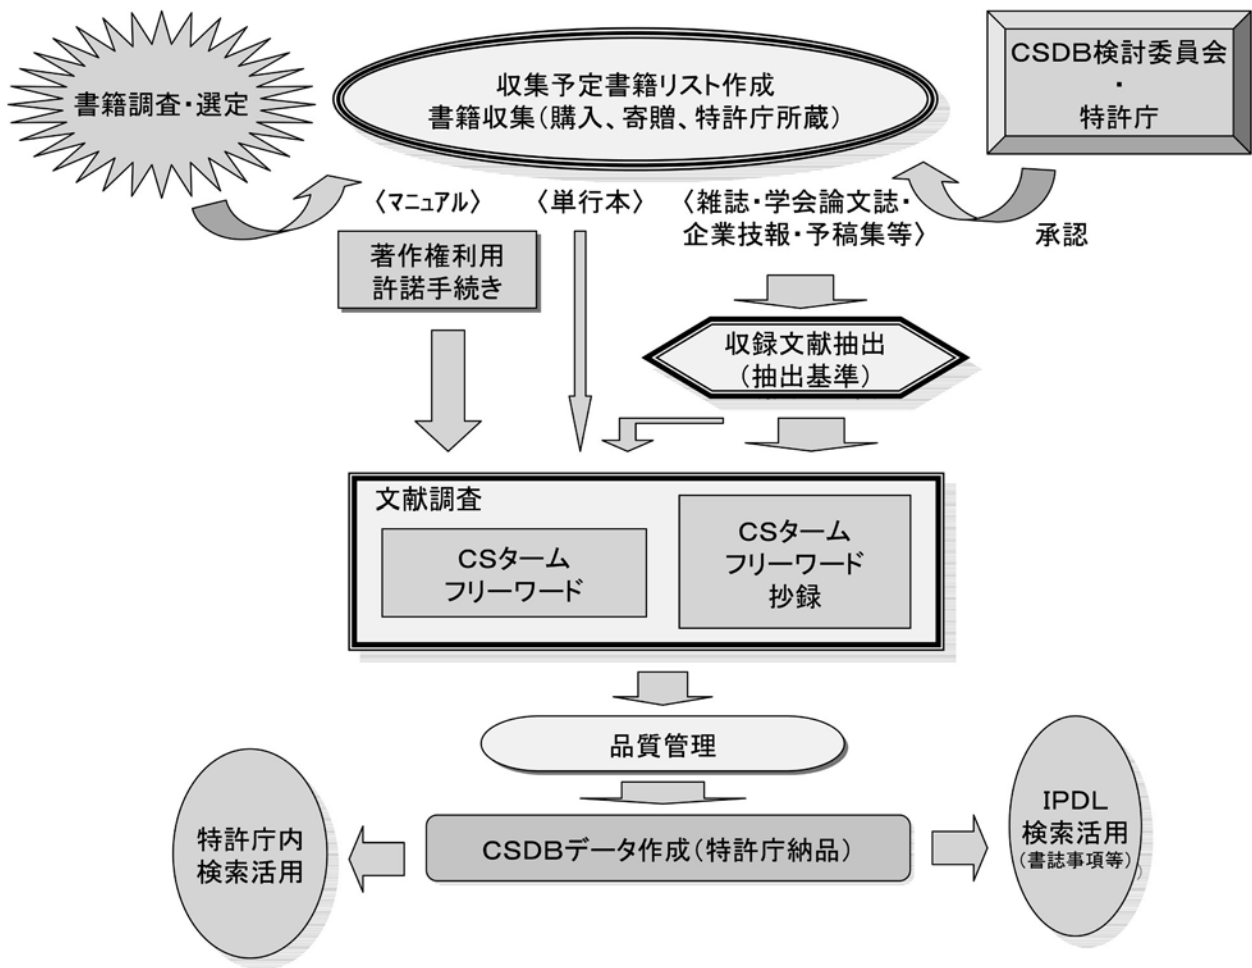 書籍調査・選定
収集予定書籍リスト作成
書籍収集(購入、寄贈、特許庁所蔵)
CSDB検討委員会
・
特許庁
〈マニュアル〉
〈単行本〉
〈雑誌・学会論文誌・
企業技報・予稿集等〉
承認
著作権利用
許諾手続き
収録文献抽出
(抽出基準)
文献調査
CSターム
フリーワード
CSターム
フリーワード
抄録
品質管理
特許庁内
検索活用
CSDBデータ作成(特許庁納品)
IPDL
検索活用
(書誌事項等)